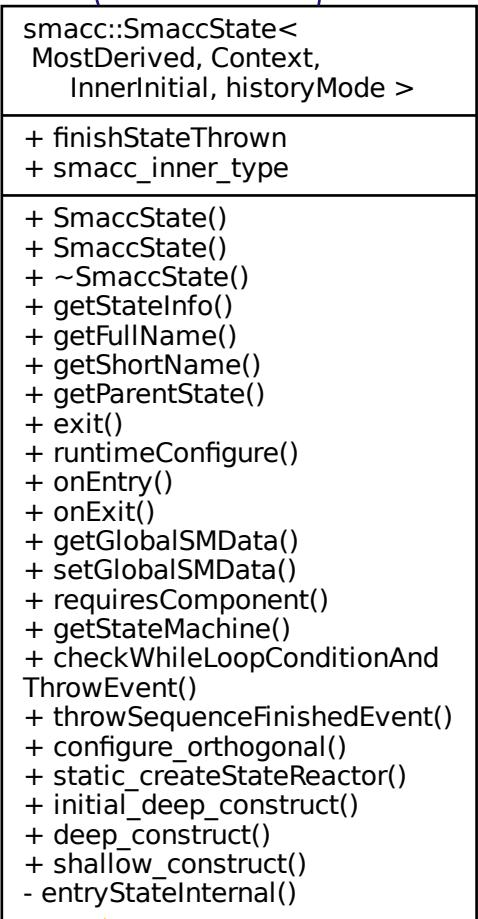 smacc::SmaccState<
MostDerived, Context,
InnerInitial, historyMode >
+ finishStateThrown
+ smacc_inner_type
+ SmaccState()
+ SmaccState()
+ ~SmaccState()
+ getStateInfo()
+ getFullName()
+ getShortName()
+ getParentState()
+ exit()
+ runtimeConfigure()
+ onEntry()
+ onExit()
+ getGlobalSMData()
+ setGlobalSMData()
+ requiresComponent()
+ getStateMachine()
+ checkWhileLoopConditionAnd
ThrowEvent()
+ throwSequenceFinishedEvent()
+ configure_orthogonal()
+ static_createStateReactor()
+ initial_deep_construct()
+ deep_construct()
+ shallow_construct()
- entryStateInternal()